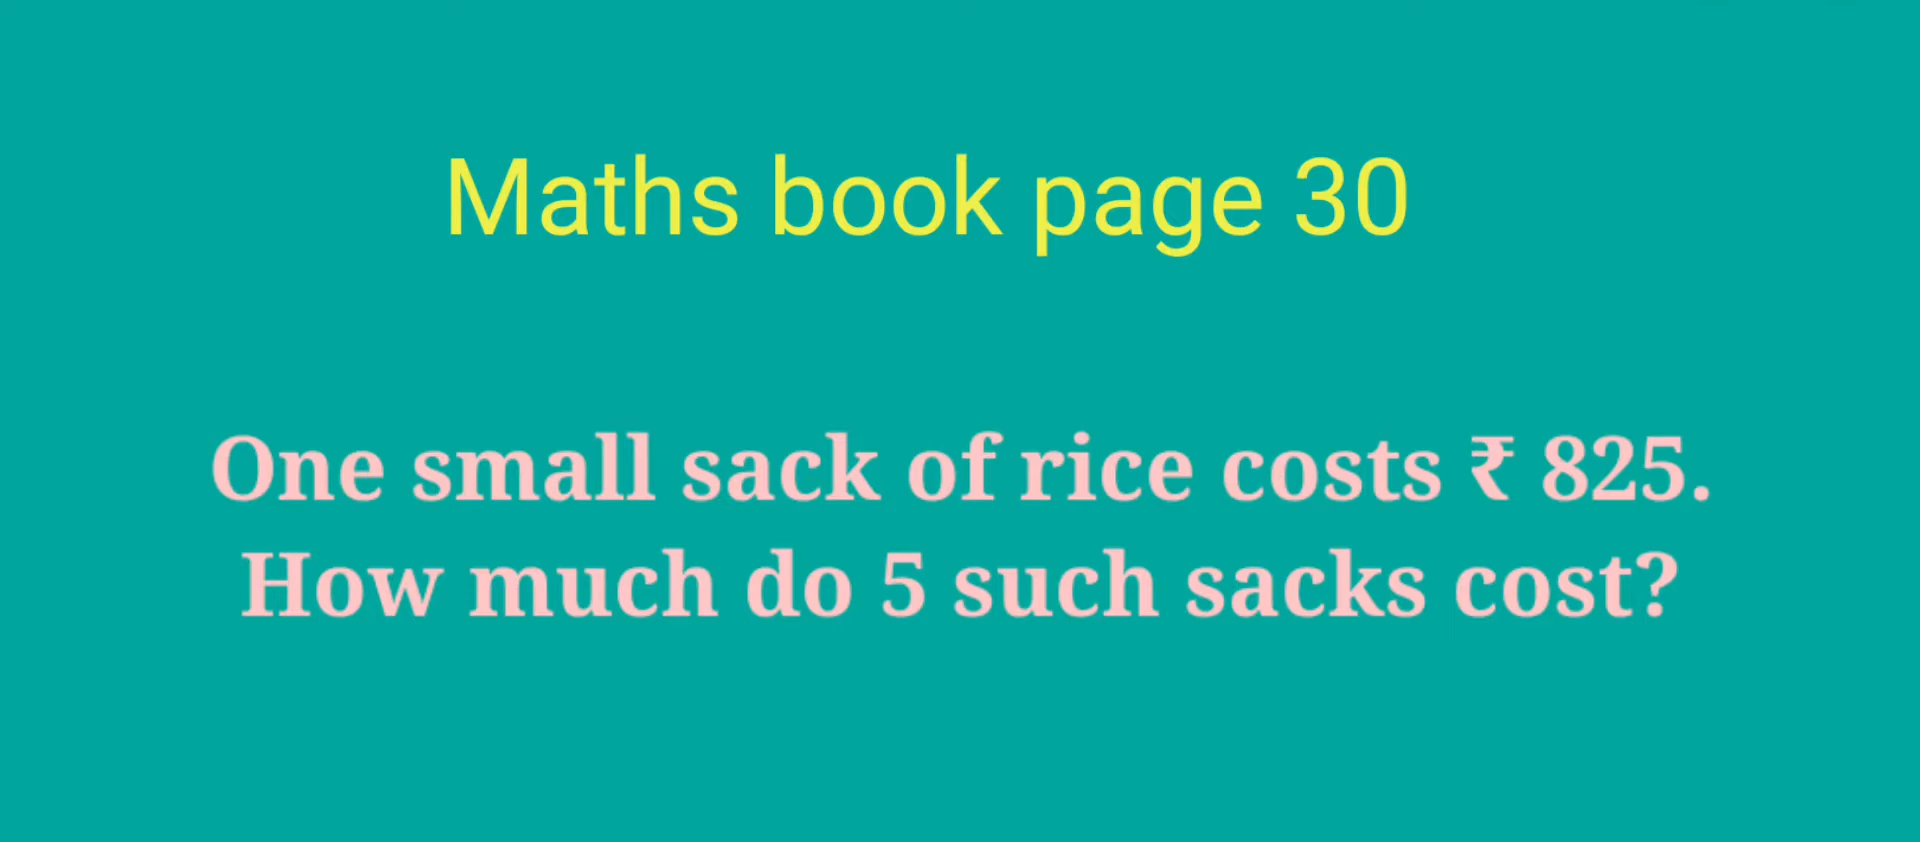 Maths book page 30
One small sack of rice costs ₹ 825.
How much do 5 such sacks cost?